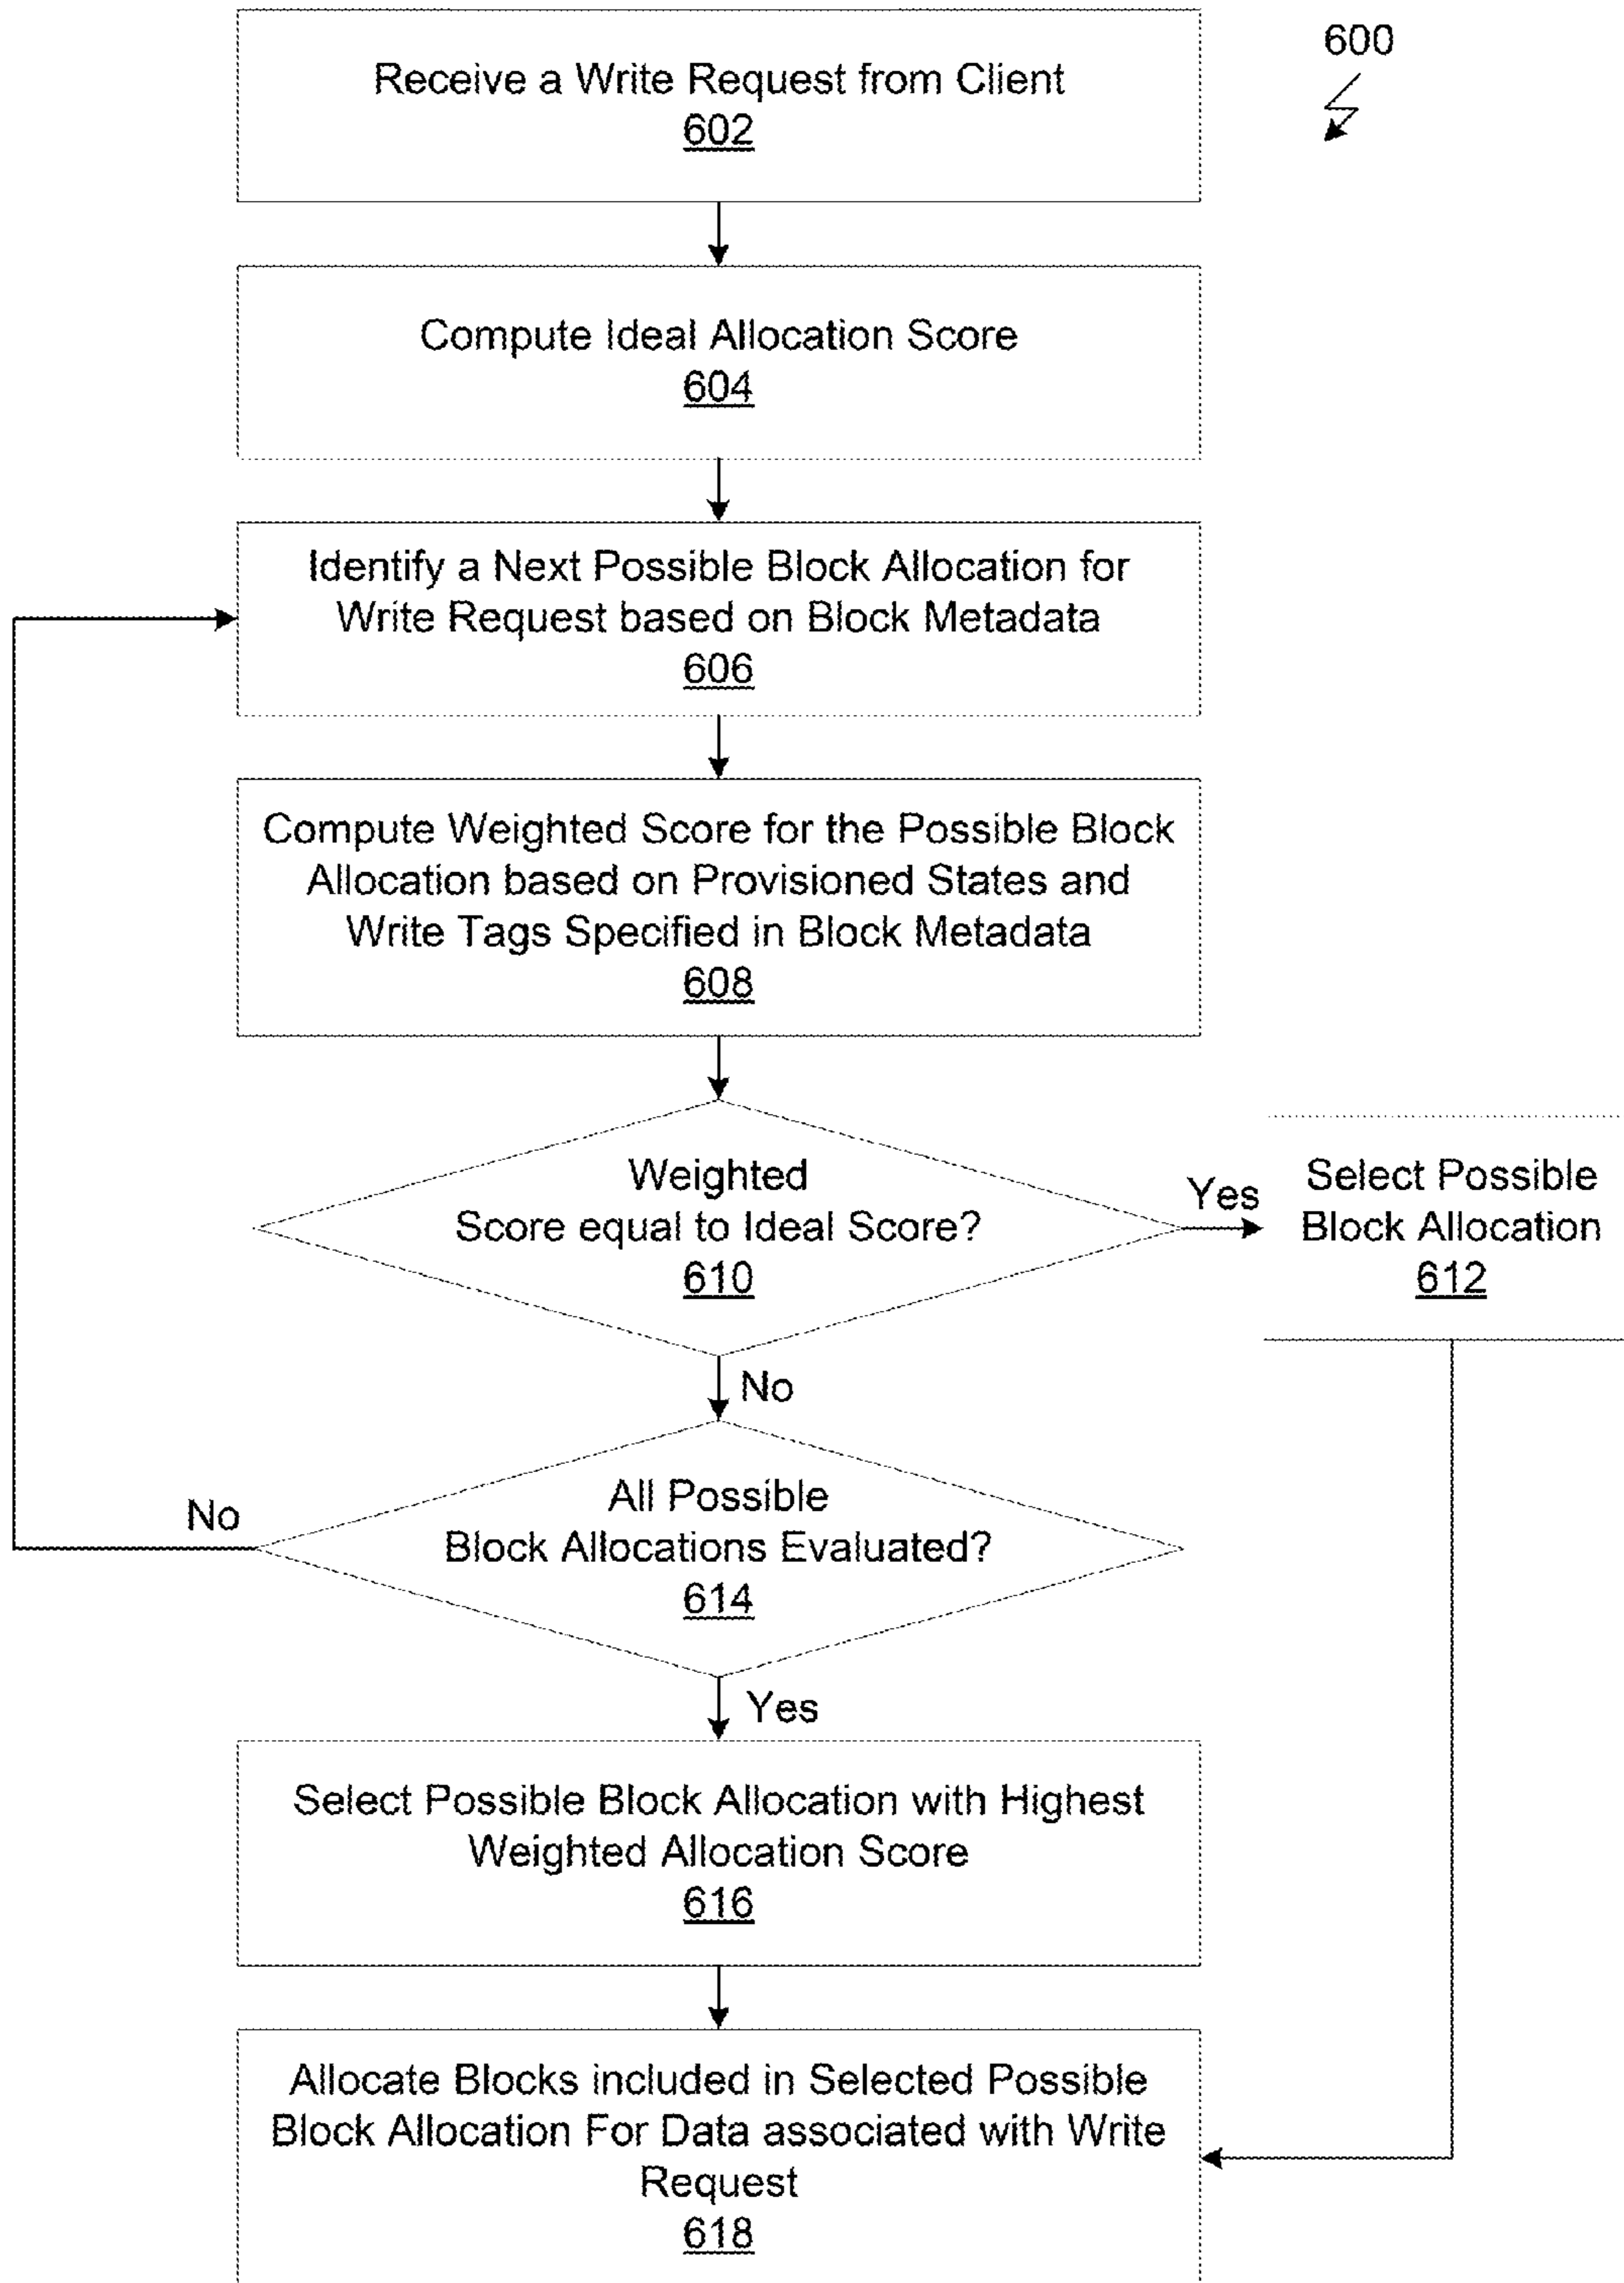 600
Receive a Write Request from Client
602
Compute Ideal Allocation Score
604
Identify a Next Possible Block Allocation for
Write Request based on Block Metadata
606
Compute Weighted Score for the Possible Block
Allocation based on Provisioned States and
Write Tags Specified in Block Metadata
608
Weighted
Score equal to Ideal Score?
610
Yes
Select Possible
Block Allocation
612
No
All Possible
Block Allocations Evaluated?
614
No
Yes
Select Possible Block Allocation with Highest
Weighted Allocation Score
616
Allocate Blocks included in Selected Possible
Block Allocation For Data associated with Write
Request
618